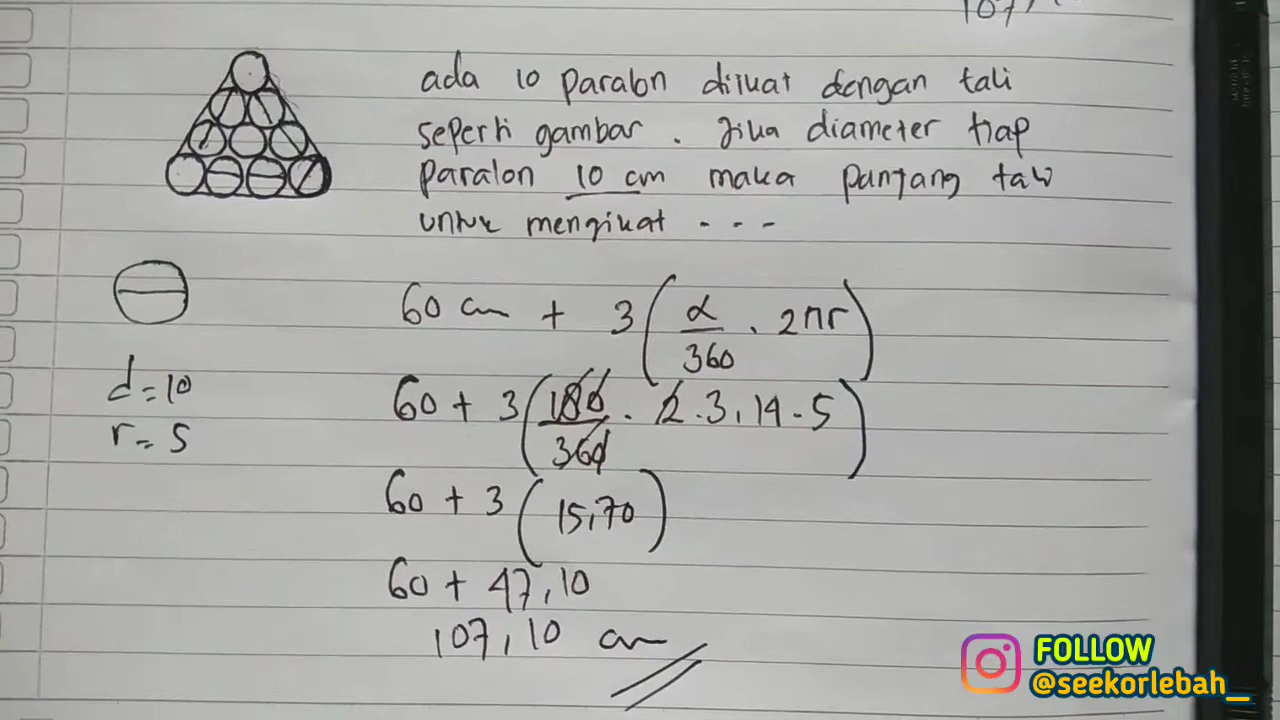 107,
ada 10 paralon diikat dengan tali
seperti gambar . Jika diameter tiap
paralon 10 cm maka panjang tali
untuk mengikat - - -
60 cm + 3 ( α/360 . 2πr )
d = 10
r = 5
60 + 3 ( 180/360 . 2 . 3,14 . 5 )
60 + 3 ( 15,70 )
60 + 47,10
107,10 cm
FOLLOW
@seekorlebah_